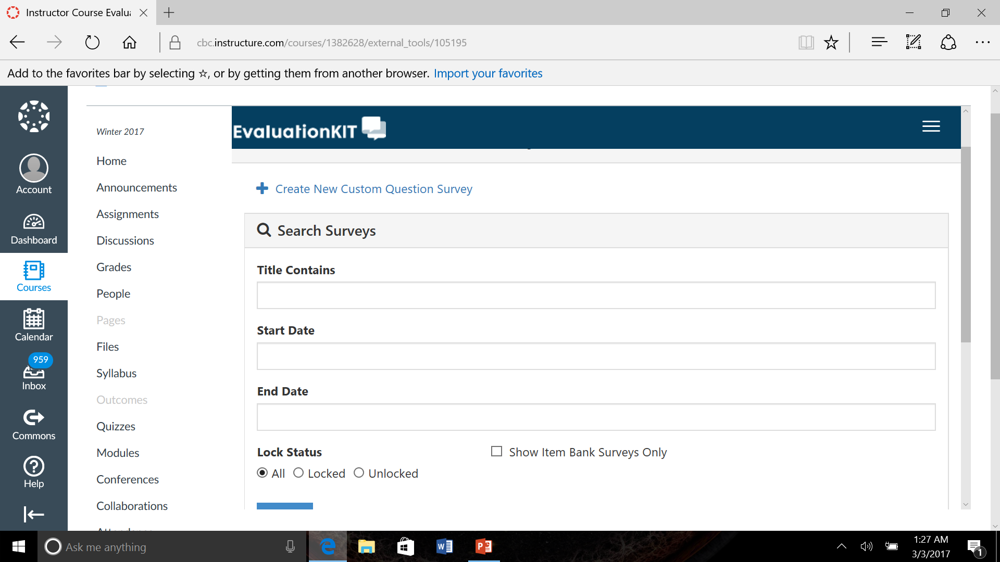 Instructor Course Evalu
cbc.instructure.com/courses/1382628/external_tools/105195
Add to the favorites bar by selecting ☆, or by getting them from another browser. Import your favorites
Account
Dashboard
Courses
Calendar
959
Inbox
Commons
Help
Winter 2017
Home
Announcements
Assignments
Discussions
Grades
People
Pages
Files
Syllabus
Outcomes
Quizzes
Modules
Conferences
Collaborations
EvaluationKIT
Create New Custom Question Survey
Search Surveys
Title Contains
Start Date
End Date
Lock Status
Show Item Bank Surveys Only
All Locked Unlocked
Ask me anything
1:27 AM
3/3/2017
1